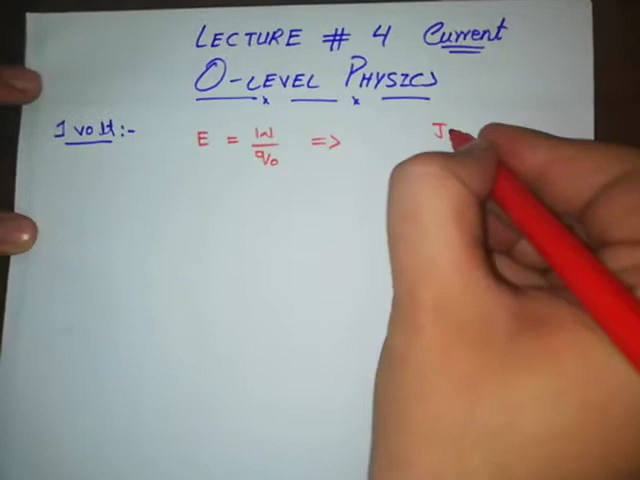 LECTURE # 4 Current
O-LEVEL PHYSICS
1 volt :- E = W/q₀ => J